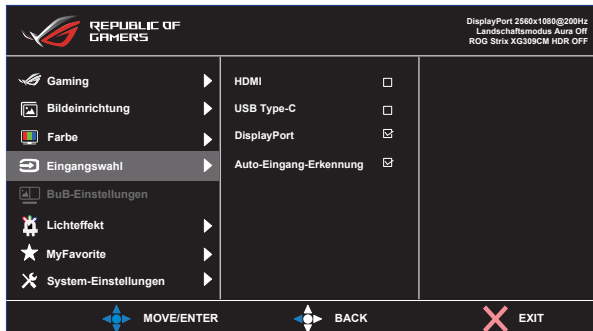 REPUBLIC OF
GAMERS
DisplayPort 2560x1080@200Hz
Landschaftsmodus Aura Off
ROG Strix XG309CM HDR OFF
Gaming
Bildeinrichtung
Farbe
Eingangswahl
BuB-Einstellungen
Lichteffekt
MyFavorite
System-Einstellungen
HDMI
USB Type-C
DisplayPort
Auto-Eingang-Erkennung
MOVE/ENTER
BACK
EXIT